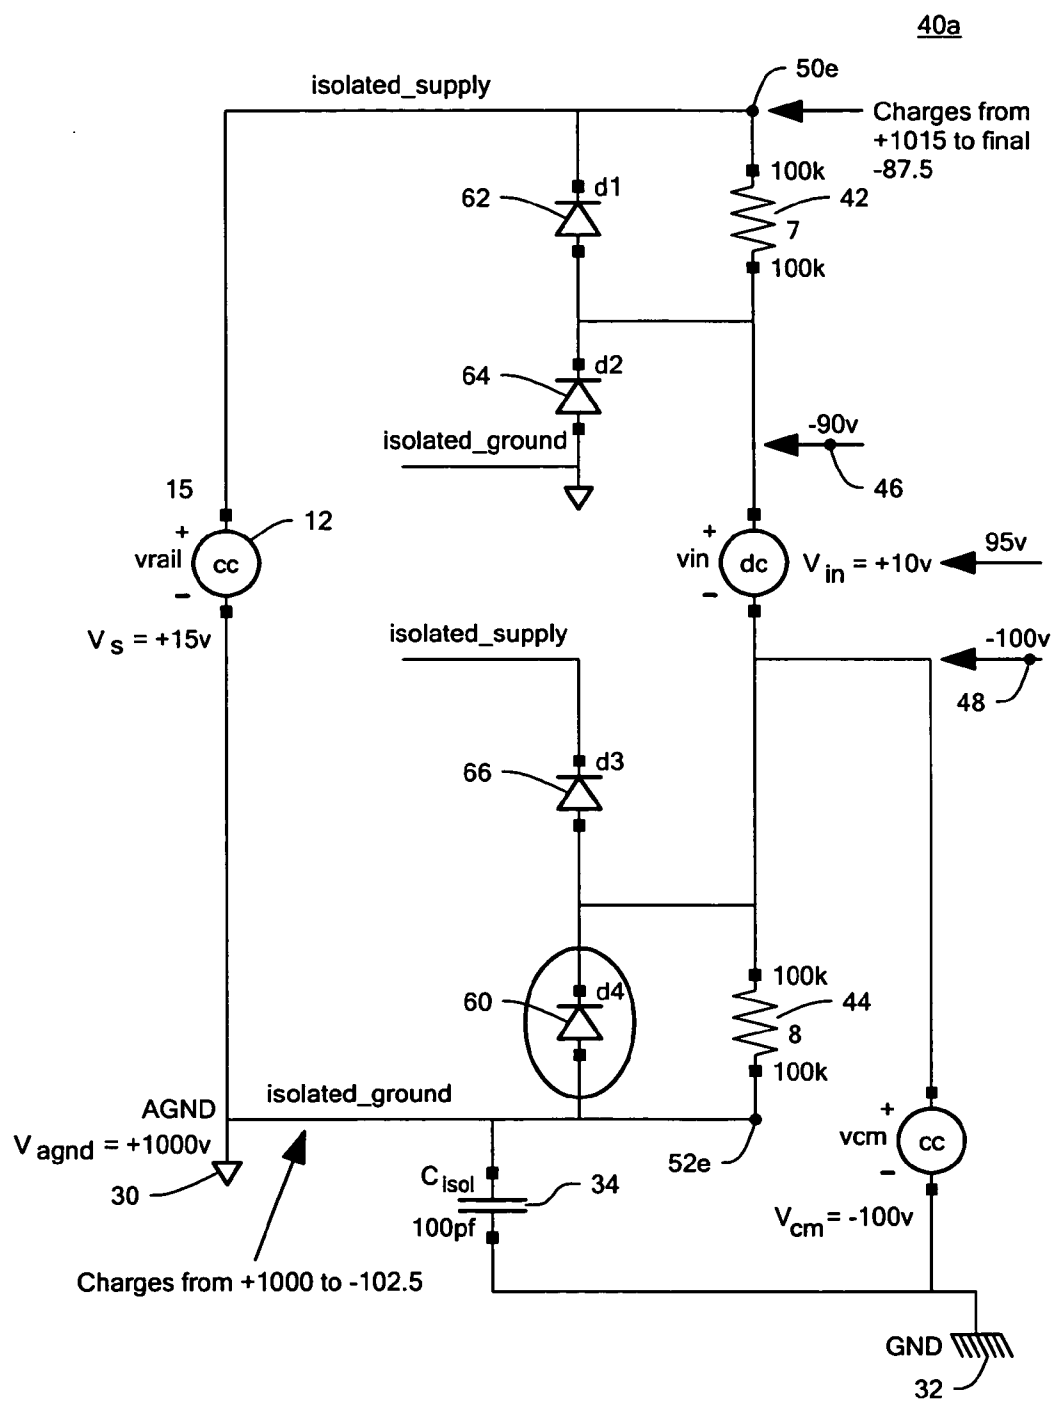 40a
isolated_supply
50e
Charges from
+1015 to final
-87.5
62
d1
100k
42
7
100k
64
d2
isolated_ground
-90v
46
15
12
+
vrail
cc
-
V s = +15v
+
vin
dc
-
V in = +10v
95v
isolated_supply
-100v
48
66
d3
60
d4
100k
44
8
100k
AGND
isolated_ground
V agnd = +1000v
30
52e
C isol
34
100pf
+
vcm
cc
-
V cm = -100v
Charges from +1000 to -102.5
GND
32